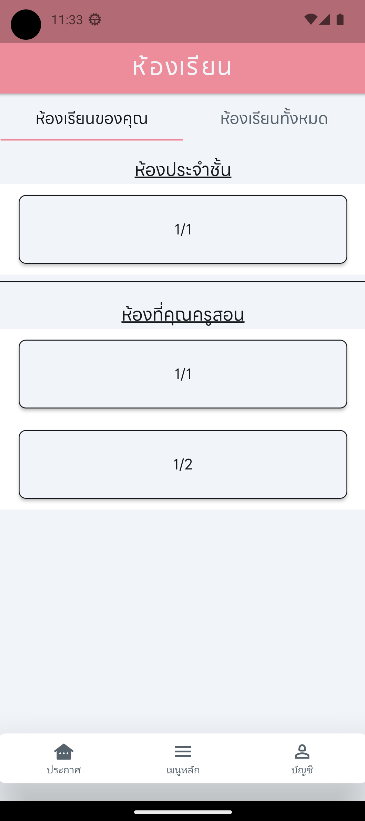 11:33
ห้องเรียน
ห้องเรียนของคุณ
ห้องเรียนทั้งหมด
ห้องประจำชั้น
1/1
ห้องที่คุณครูสอน
1/1
1/2
ประกาศ
เมนูหลัก
บัญชี